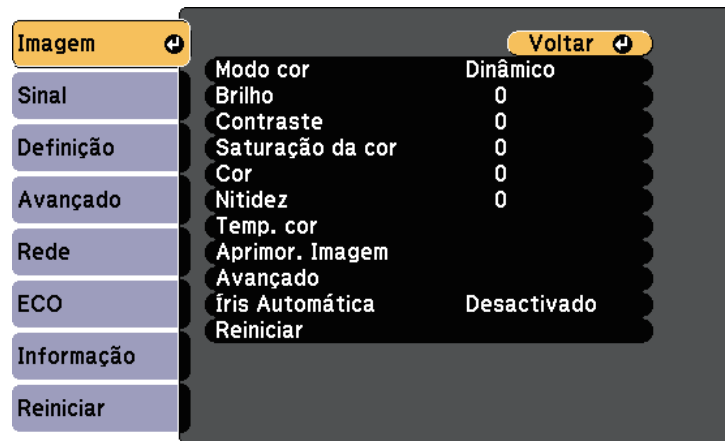 Imagem
Sinal
Definição
Avançado
Rede
ECO
Informação
Reiniciar
Voltar
Modo cor Dinâmico
Brilho 0
Contraste 0
Saturação da cor 0
Cor 0
Nitidez 0
Temp. cor
Aprimor. Imagem
Avançado
Íris Automática Desactivado
Reiniciar